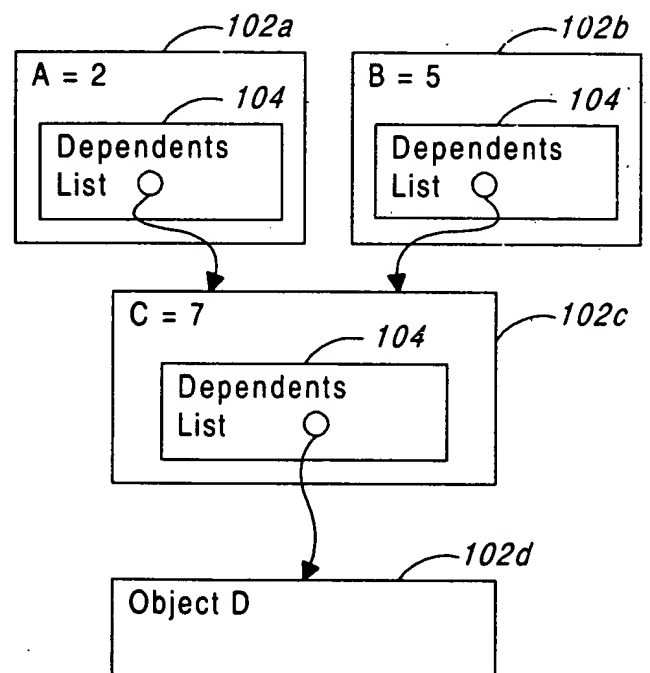 102a
102b
A = 2
B = 5
104
104
Dependents
List
Dependents
List
C = 7
102c
104
Dependents
List
102d
Object D